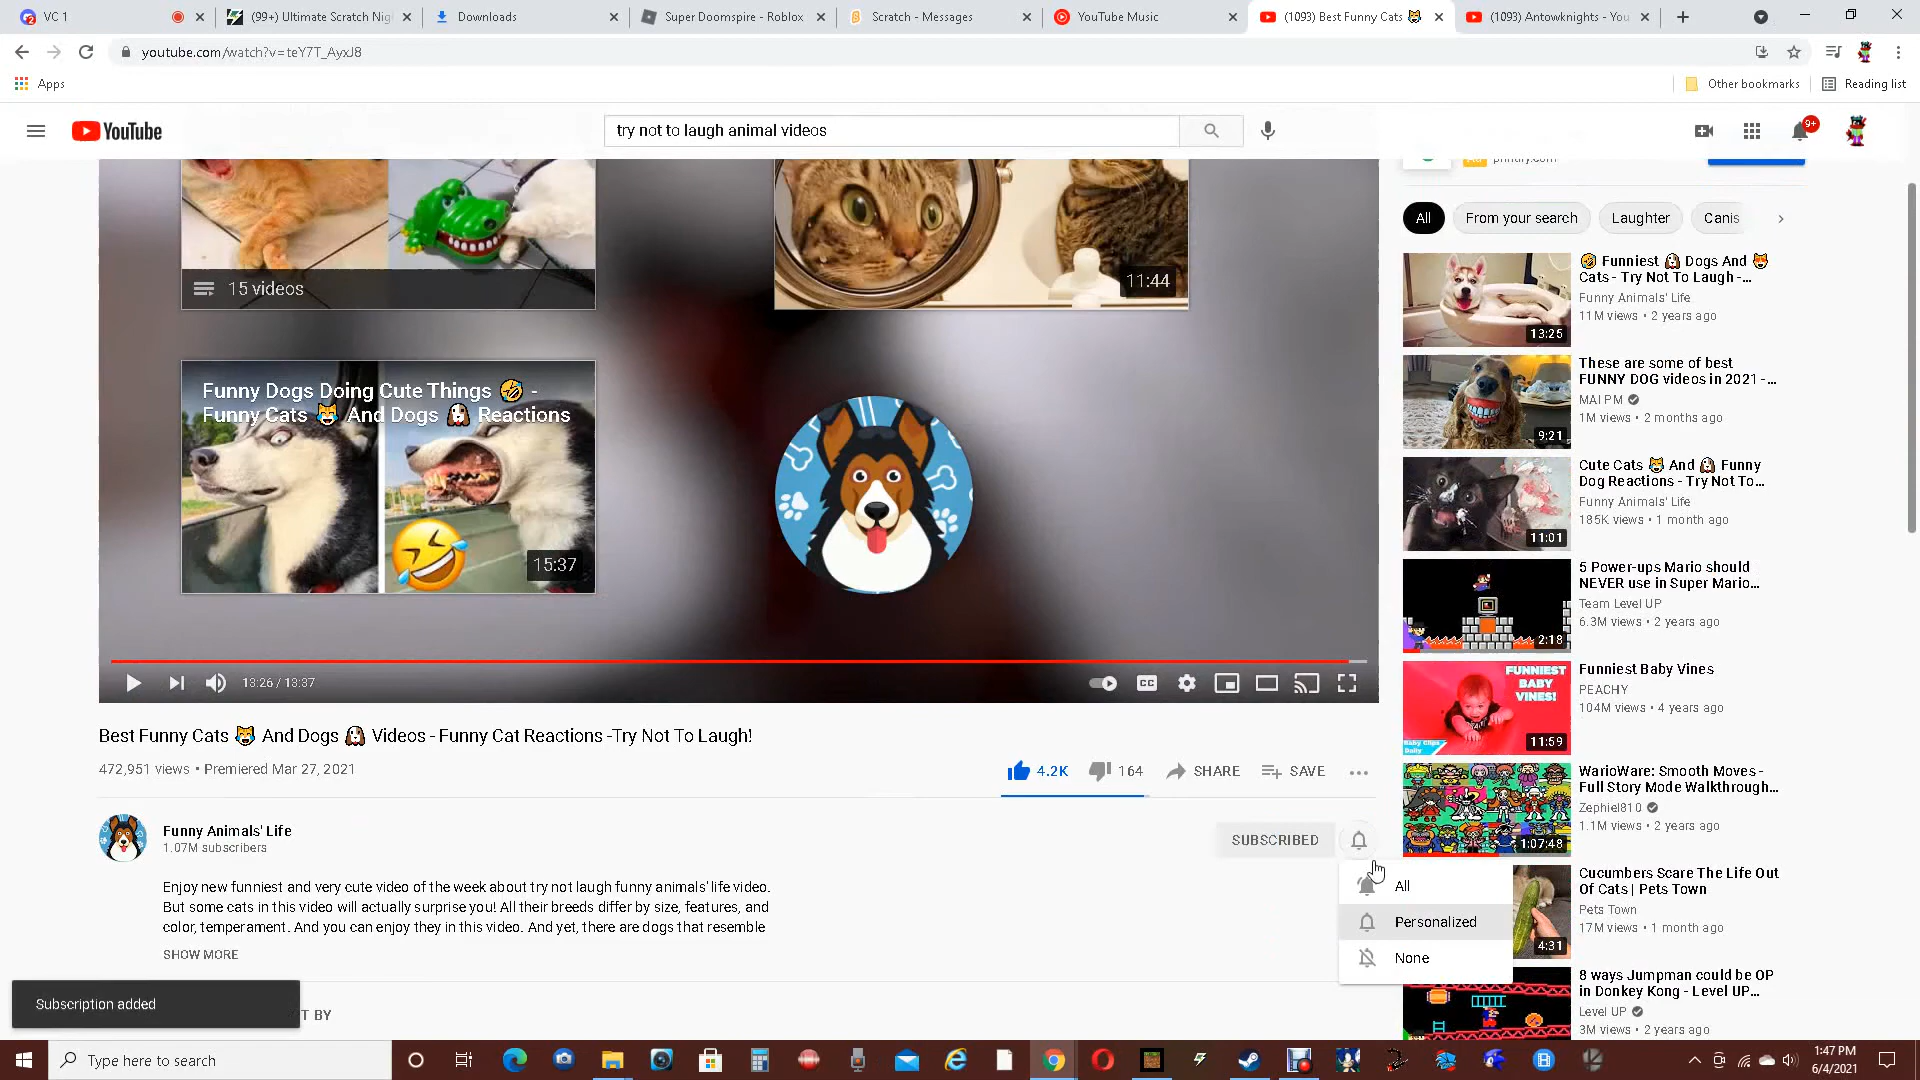 VC 1
(99+) Ultimate Scratch Nig
Downloads
Super Doomspire - Roblox
Scratch - Messages
YouTube Music
(1093) Best Funny Cats 😹
(1093) Antowknights - You
youtube.com/watch?v=teY7T_AyxJ8
Apps
Other bookmarks
Reading list
YouTube
try not to laugh animal videos
9+
Ad
printify.com
All
From your search
Laughter
Canis
15 videos
11:44
Funny Dogs Doing Cute Things 🤣 -
Funny Cats 😹 And Dogs 🐶 Reactions
15:37
13:26 / 13:37
CC
Best Funny Cats 😹 And Dogs 🐶 Videos - Funny Cat Reactions -Try Not To Laugh!
472,951 views • Premiered Mar 27, 2021
4.2K
164
SHARE
SAVE
Funny Animals' Life
1.07M subscribers
SUBSCRIBED
All
Personalized
None
Enjoy new funniest and very cute video of the week about try not laugh funny animals' life video.
But some cats in this video will actually surprise you! All their breeds differ by size, features, and
color, temperament. And you can enjoy they in this video. And yet, there are dogs that resemble
SHOW MORE
Subscription added
T BY
🤣 Funniest 🐶 Dogs And 😹
Cats - Try Not To Laugh -...
Funny Animals' Life
11M views • 2 years ago
13:25
These are some of best
FUNNY DOG videos in 2021 -...
MAI PM
1M views • 2 months ago
9:21
Cute Cats 😹 And 🐶 Funny
Dog Reactions - Try Not To...
Funny Animals' Life
185K views • 1 month ago
11:01
5 Power-ups Mario should
NEVER use in Super Mario...
Team Level UP
6.3M views • 2 years ago
2:18
Funniest Baby Vines
PEACHY
104M views • 4 years ago
FUNNIEST
BABY
VINES!
Baby Clips
Daily
11:59
WarioWare: Smooth Moves -
Full Story Mode Walkthrough...
Zephiel810
1.1M views • 2 years ago
1:07:48
Cucumbers Scare The Life Out
Of Cats | Pets Town
Pets Town
17M views • 1 month ago
4:31
8 ways Jumpman could be OP
in Donkey Kong - Level UP...
Level UP
3M views • 2 years ago
Type here to search
1:47 PM
6/4/2021